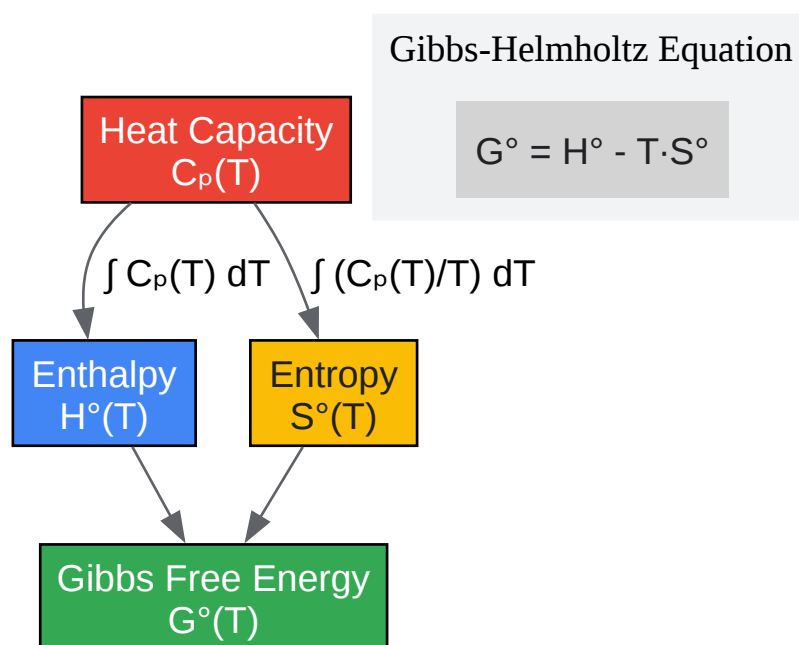 Gibbs-Helmholtz Equation
G° = H° - T·S°
Heat Capacity
Cₚ(T)
∫ Cₚ(T) dT
∫ (Cₚ(T)/T) dT
Enthalpy
H°(T)
Entropy
S°(T)
Gibbs Free Energy
G°(T)